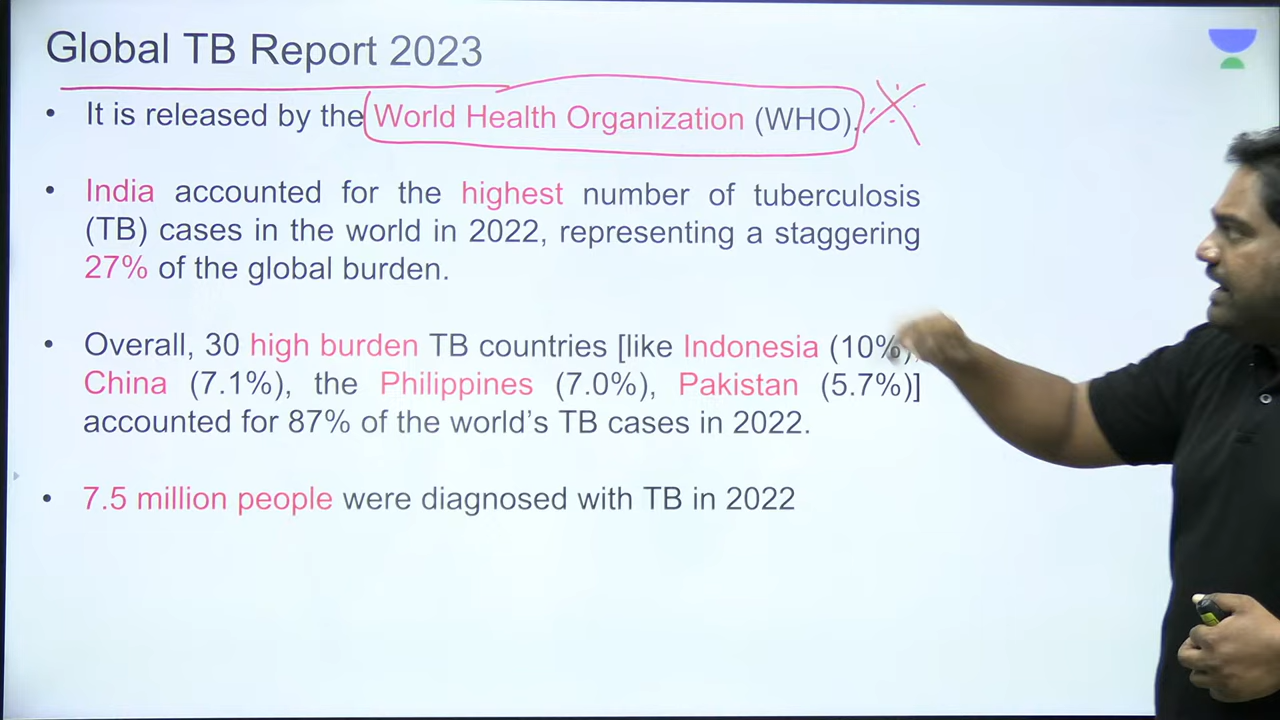 Global TB Report 2023
• It is released by the World Health Organization (WHO).
• India accounted for the highest number of tuberculosis
(TB) cases in the world in 2022, representing a staggering
27% of the global burden.
• Overall, 30 high burden TB countries [like Indonesia (10%),
China (7.1%), the Philippines (7.0%), Pakistan (5.7%)]
accounted for 87% of the world's TB cases in 2022.
• 7.5 million people were diagnosed with TB in 2022